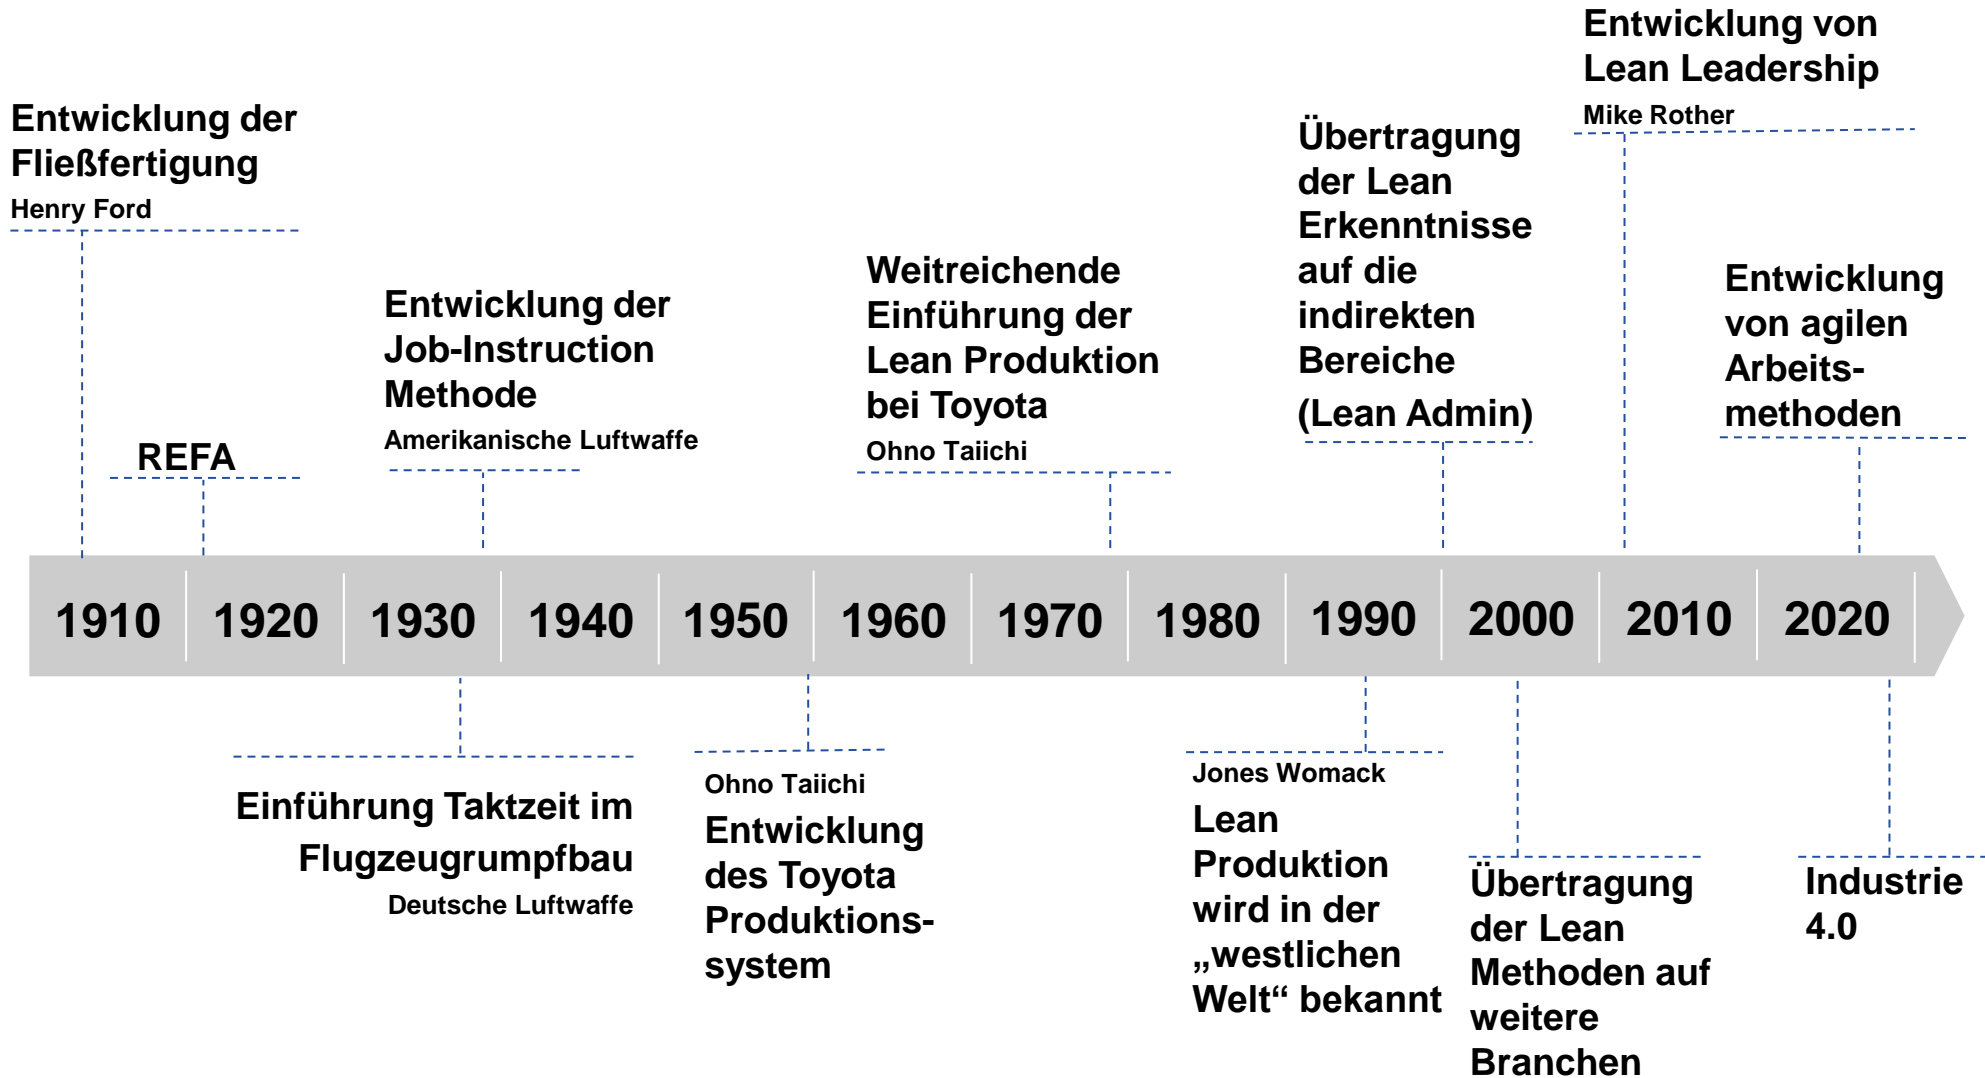 Entwicklung der
Fließfertigung
Henry Ford
REFA
Entwicklung der
Job-Instruction
Methode
Amerikanische Luftwaffe
Weitreichende
Einführung der
Lean Produktion
bei Toyota
Ohno Taiichi
Übertragung
der Lean
Erkenntnisse
auf die
indirekten
Bereiche
(Lean Admin)
Entwicklung von
Lean Leadership
Mike Rother
Entwicklung
von agilen
Arbeits-
methoden
1910 1920 1930 1940 1950 1960 1970 1980 1990 2000 2010 2020
Einführung Taktzeit im
Flugzeugrumpfbau
Deutsche Luftwaffe
Ohno Taiichi
Entwicklung
des Toyota
Produktions-
system
Jones Womack
Lean
Produktion
wird in der
„westlichen
Welt“ bekannt
Übertragung
der Lean
Methoden auf
weitere
Branchen
Industrie
4.0